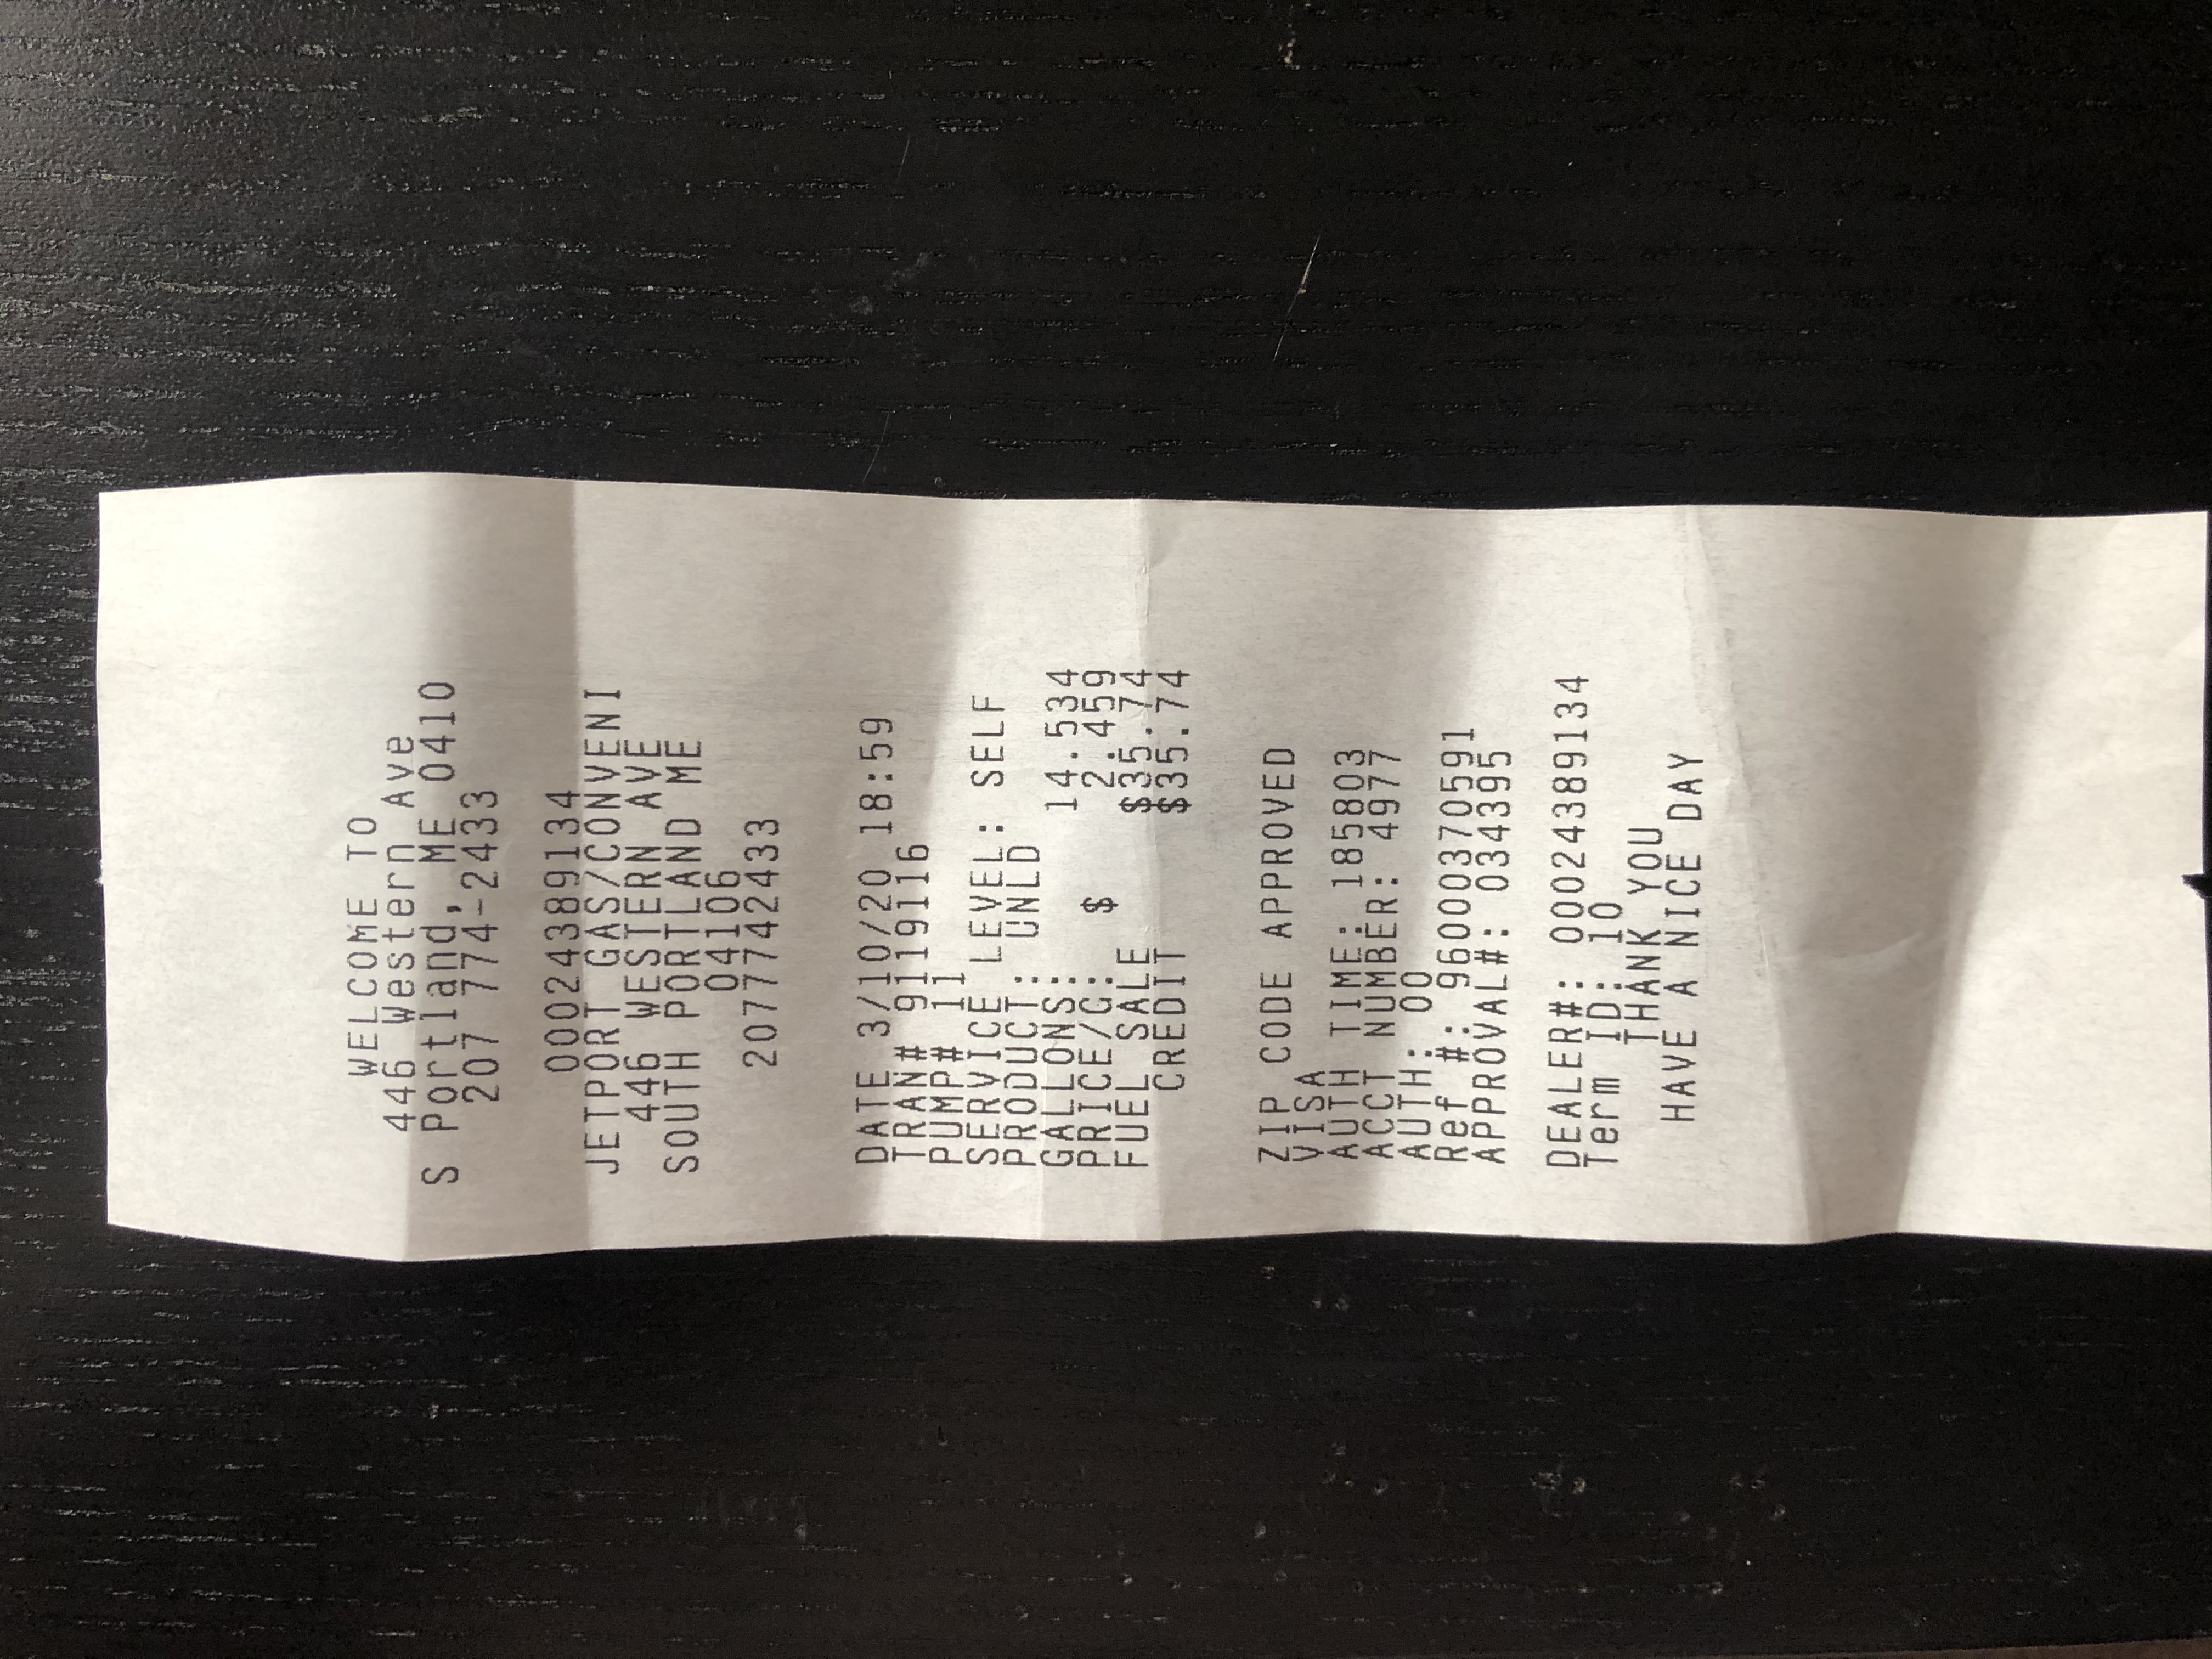 WELCOME TO
446 Western Ave
S Portland, ME 0410
207 774-2433
00024389134
JETPORT GAS/CONVENI
446 WESTERN AVE
SOUTH PORTLAND ME
04106
2077742433
DATE 3/10/20 18:59
TRAN# 9119116
PUMP# 11
SERVICE LEVEL: SELF
PRODUCT: UNLD
GALLONS: 14.534
PRICE/G: $ 2.459
FUEL SALE $35.74
CREDIT $35.74
ZIP CODE APPROVED
VISA
AUTH TIME: 185803
ACCT NUMBER: 4977
AUTH: 00
Ref #: 96000370591
APPROVAL#: 034395
DEALER#: 00024389134
Term ID: 10
THANK YOU
HAVE A NICE DAY